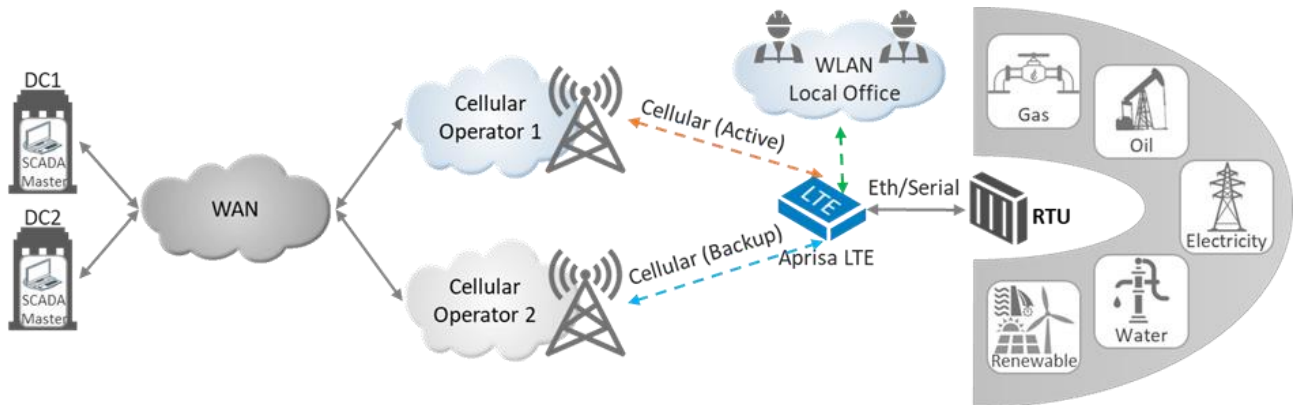 DC1
SCADA
Master
DC2
SCADA
Master
WAN
Cellular
Operator 1
Cellular
Operator 2
Cellular (Active)
Cellular (Backup)
WLAN
Local Office
LTE
Aprisa LTE
Eth/Serial
RTU
Gas
Oil
Electricity
Water
Renewable